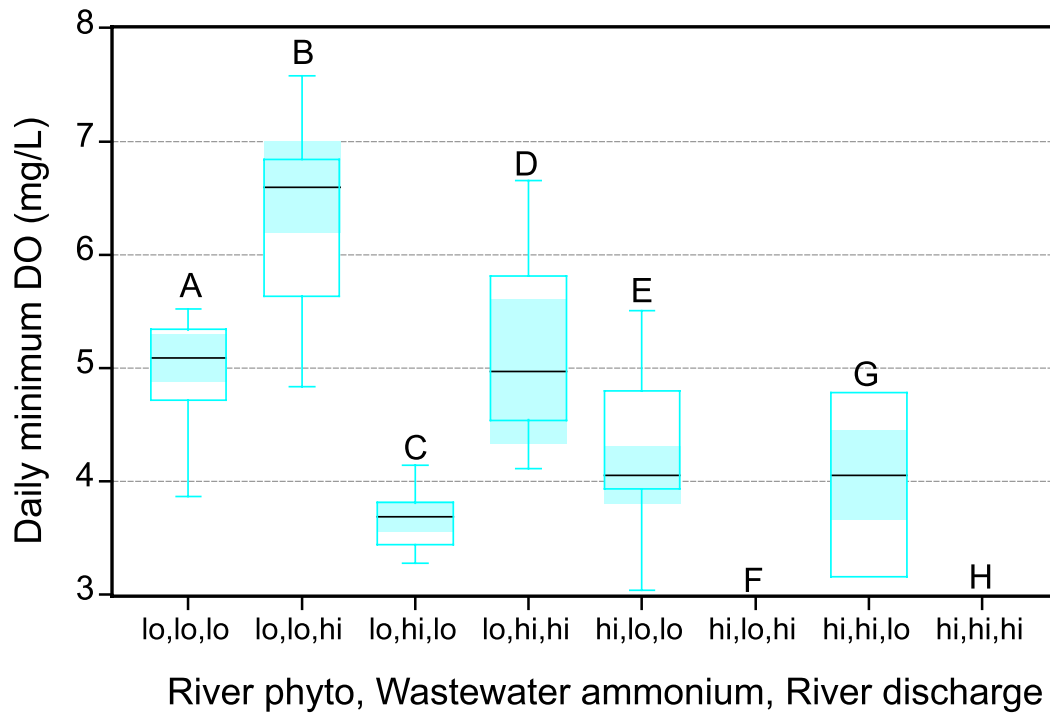 8
7
6
5
4
3
Daily minimum DO (mg/L)
A
B
C
D
E
F
G
H
lo,lo,lo
lo,lo,hi
lo,hi,lo
lo,hi,hi
hi,lo,lo
hi,lo,hi
hi,hi,lo
hi,hi,hi
River phyto, Wastewater ammonium, River discharge